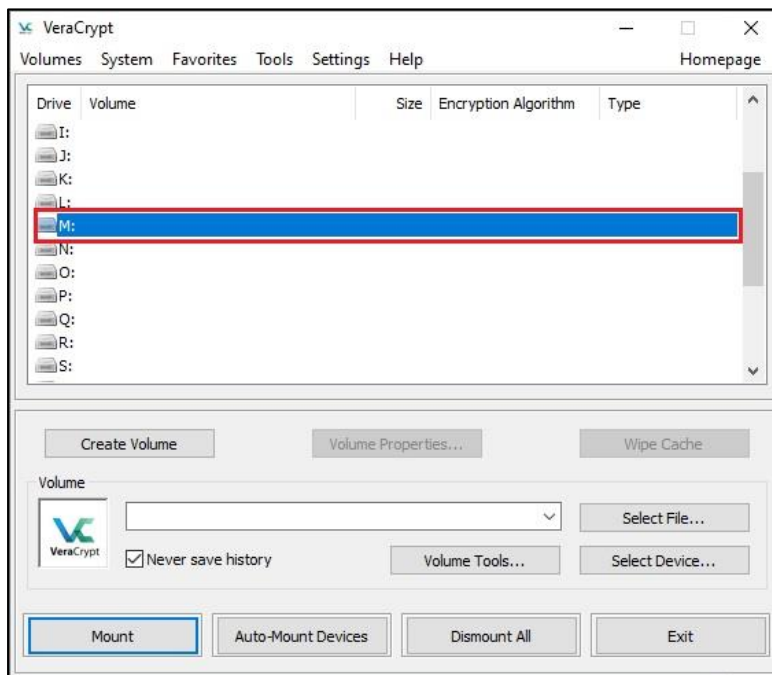 VeraCrypt
Volumes System Favorites Tools Settings Help Homepage
Drive Volume Size Encryption Algorithm Type
I:
J:
K:
L:
M:
N:
O:
P:
Q:
R:
S:
Create Volume Volume Properties... Wipe Cache
Volume
VeraCrypt
Select File...
Never save history Volume Tools... Select Device...
Mount Auto-Mount Devices Dismount All Exit